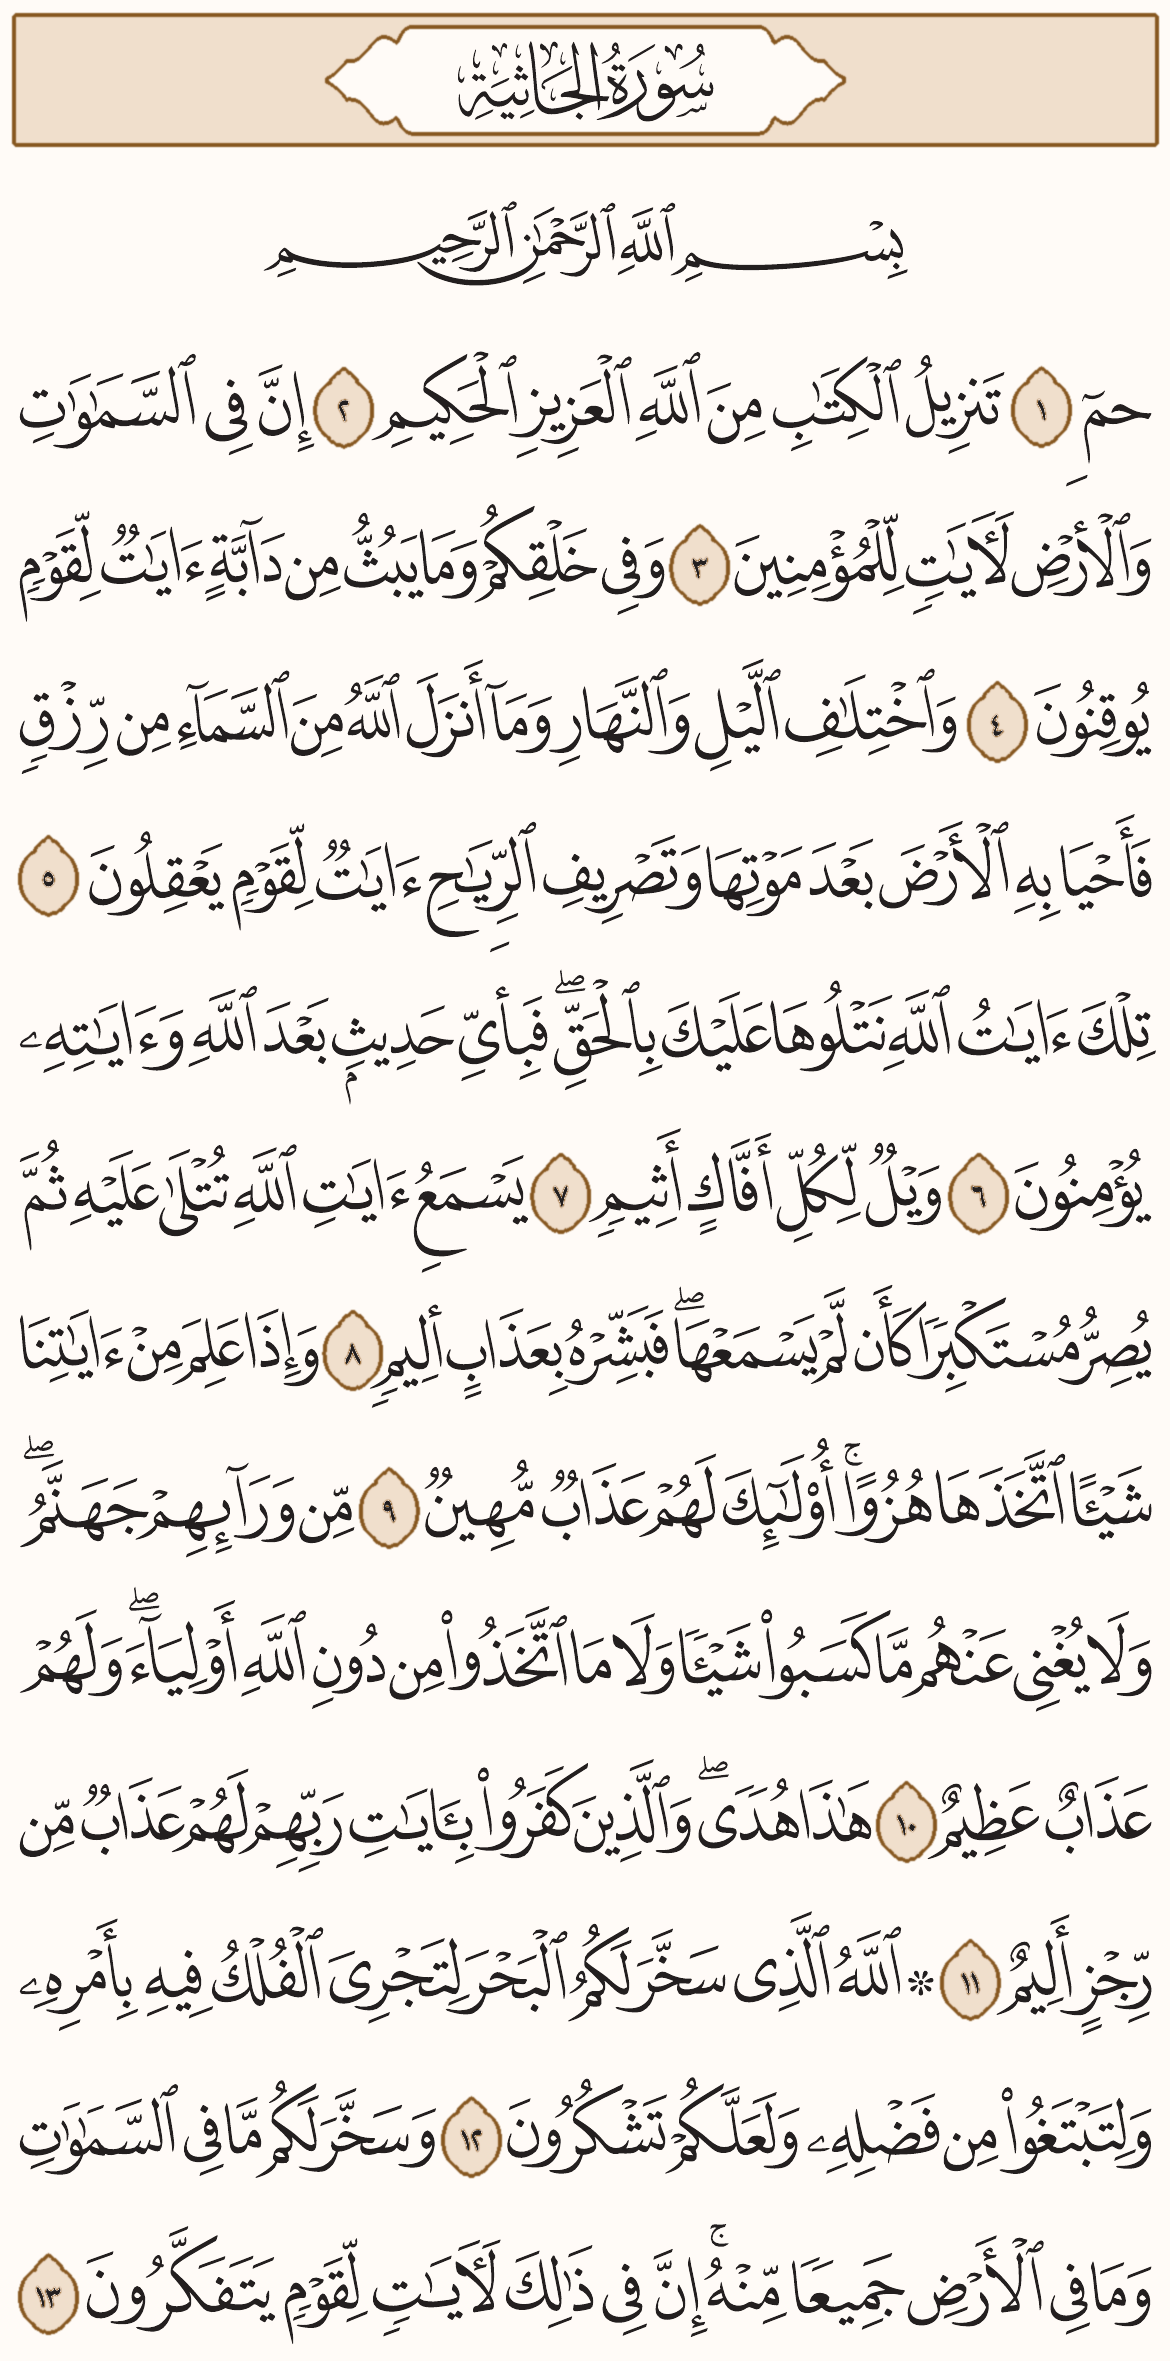 سُورَةُ الجَاثِيَةِ
بِسْمِ ٱللَّهِ ٱلرَّحْمَٰنِ ٱلرَّحِيمِ
حمٓ ١ تَنزِيلُ ٱلْكِتَٰبِ مِنَ ٱللَّهِ ٱلْعَزِيزِ ٱلْحَكِيمِ ٢ إِنَّ فِى ٱلسَّمَٰوَٰتِ
وَٱلْأَرْضِ لَءَايَٰتٍ لِّلْمُؤْمِنِينَ ٣ وَفِى خَلْقِكُمْ وَمَا يَبُثُّ مِن دَآبَّةٍ ءَايَٰتٌ لِّقَوْمٍ
يُوقِنُونَ ٤ وَٱخْتِلَٰفِ ٱلَّيْلِ وَٱلنَّهَارِ وَمَآ أَنزَلَ ٱللَّهُ مِنَ ٱلسَّمَآءِ مِن رِّزْقٍ
فَأَحْيَا بِهِ ٱلْأَرْضَ بَعْدَ مَوْتِهَا وَتَصْرِيفِ ٱلرِّيَٰحِ ءَايَٰتٌ لِّقَوْمٍ يَعْقِلُونَ ٥
تِلْكَ ءَايَٰتُ ٱللَّهِ نَتْلُوهَا عَلَيْكَ بِٱلْحَقِّۖ فَبِأَىِّ حَدِيثٍۭ بَعْدَ ٱللَّهِ وَءَايَٰتِهِۦ
يُؤْمِنُونَ ٦ وَيْلٌ لِّكُلِّ أَفَّاكٍ أَثِيمٍ ٧ يَسْمَعُ ءَايَٰتِ ٱللَّهِ تُتْلَىٰ عَلَيْهِ ثُمَّ
يُصِرُّ مُسْتَكْبِرًا كَأَن لَّمْ يَسْمَعْهَاۖ فَبَشِّرْهُ بِعَذَابٍ أَلِيمٍ ٨ وَإِذَا عَلِمَ مِنْ ءَايَٰتِنَا
شَيْـًٔا ٱتَّخَذَهَا هُزُوًاۚ أُو۟لَٰٓئِكَ لَهُمْ عَذَابٌ مُّهِينٌ ٩ مِّن وَرَآئِهِمْ جَهَنَّمُۖ
وَلَا يُغْنِى عَنْهُم مَّا كَسَبُوا۟ شَيْـًٔا وَلَا مَا ٱتَّخَذُوا۟ مِن دُونِ ٱللَّهِ أَوْلِيَآءَۖ وَلَهُمْ
عَذَابٌ عَظِيمٌ ١٠ هَٰذَا هُدًىۖ وَٱلَّذِينَ كَفَرُوا۟ بِـَٔايَٰتِ رَبِّهِمْ لَهُمْ عَذَابٌ مِّن
رِّجْزٍ أَلِيمٌ ١١ ۞ ٱللَّهُ ٱلَّذِى سَخَّرَ لَكُمُ ٱلْبَحْرَ لِتَجْرِىَ ٱلْفُلْكُ فِيهِ بِأَمْرِهِۦ
وَلِتَبْتَغُوا۟ مِن فَضْلِهِۦ وَلَعَلَّكُمْ تَشْكُرُونَ ١٢ وَسَخَّرَ لَكُم مَّا فِى ٱلسَّمَٰوَٰتِ
وَمَا فِى ٱلْأَرْضِ جَمِيعًا مِّنْهُۚ إِنَّ فِى ذَٰلِكَ لَءَايَٰتٍ لِّقَوْمٍ يَتَفَكَّرُونَ ١٣